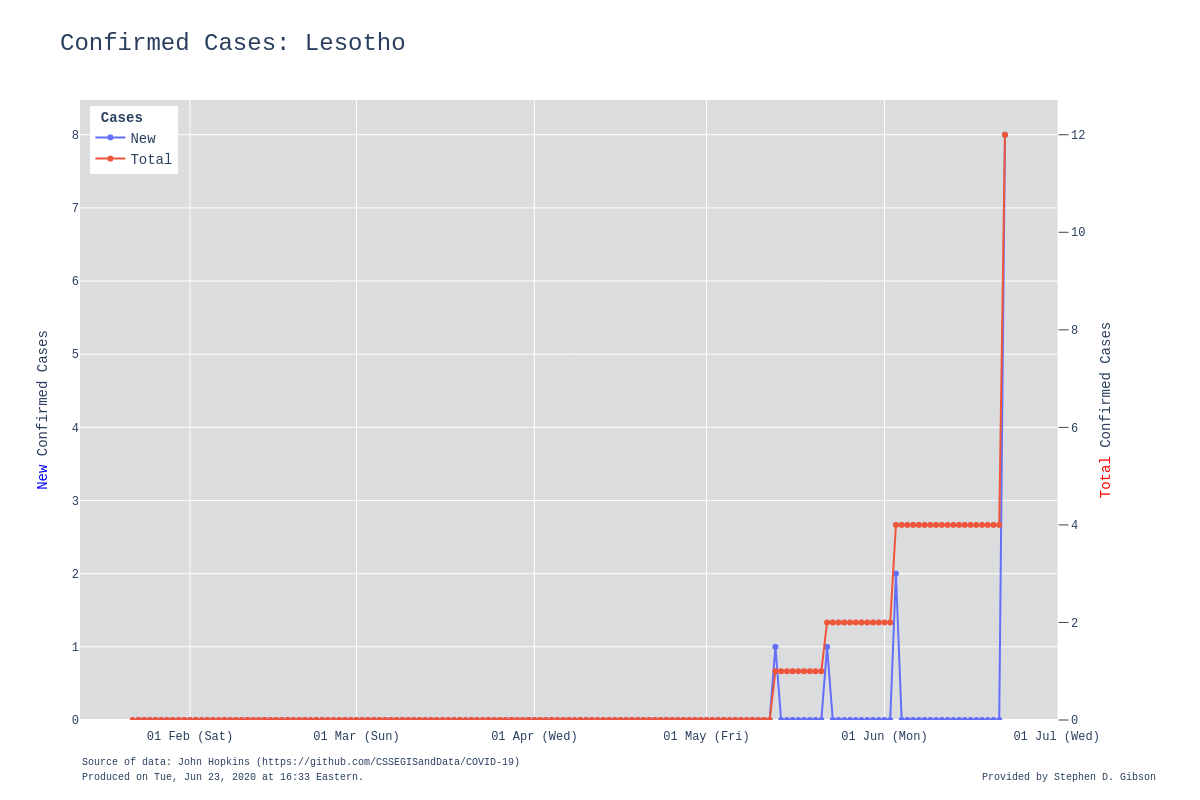 Confirmed Cases: Lesotho
Cases
New
Total
8
7
6
5
4
3
2
1
0
New Confirmed Cases
12
10
8
6
4
2
0
Total Confirmed Cases
01 Feb (Sat)
01 Mar (Sun)
01 Apr (Wed)
01 May (Fri)
01 Jun (Mon)
01 Jul (Wed)
Source of data: John Hopkins (https://github.com/CSSEGISandData/COVID-19)
Produced on Tue, Jun 23, 2020 at 16:33 Eastern.
Provided by Stephen D. Gibson